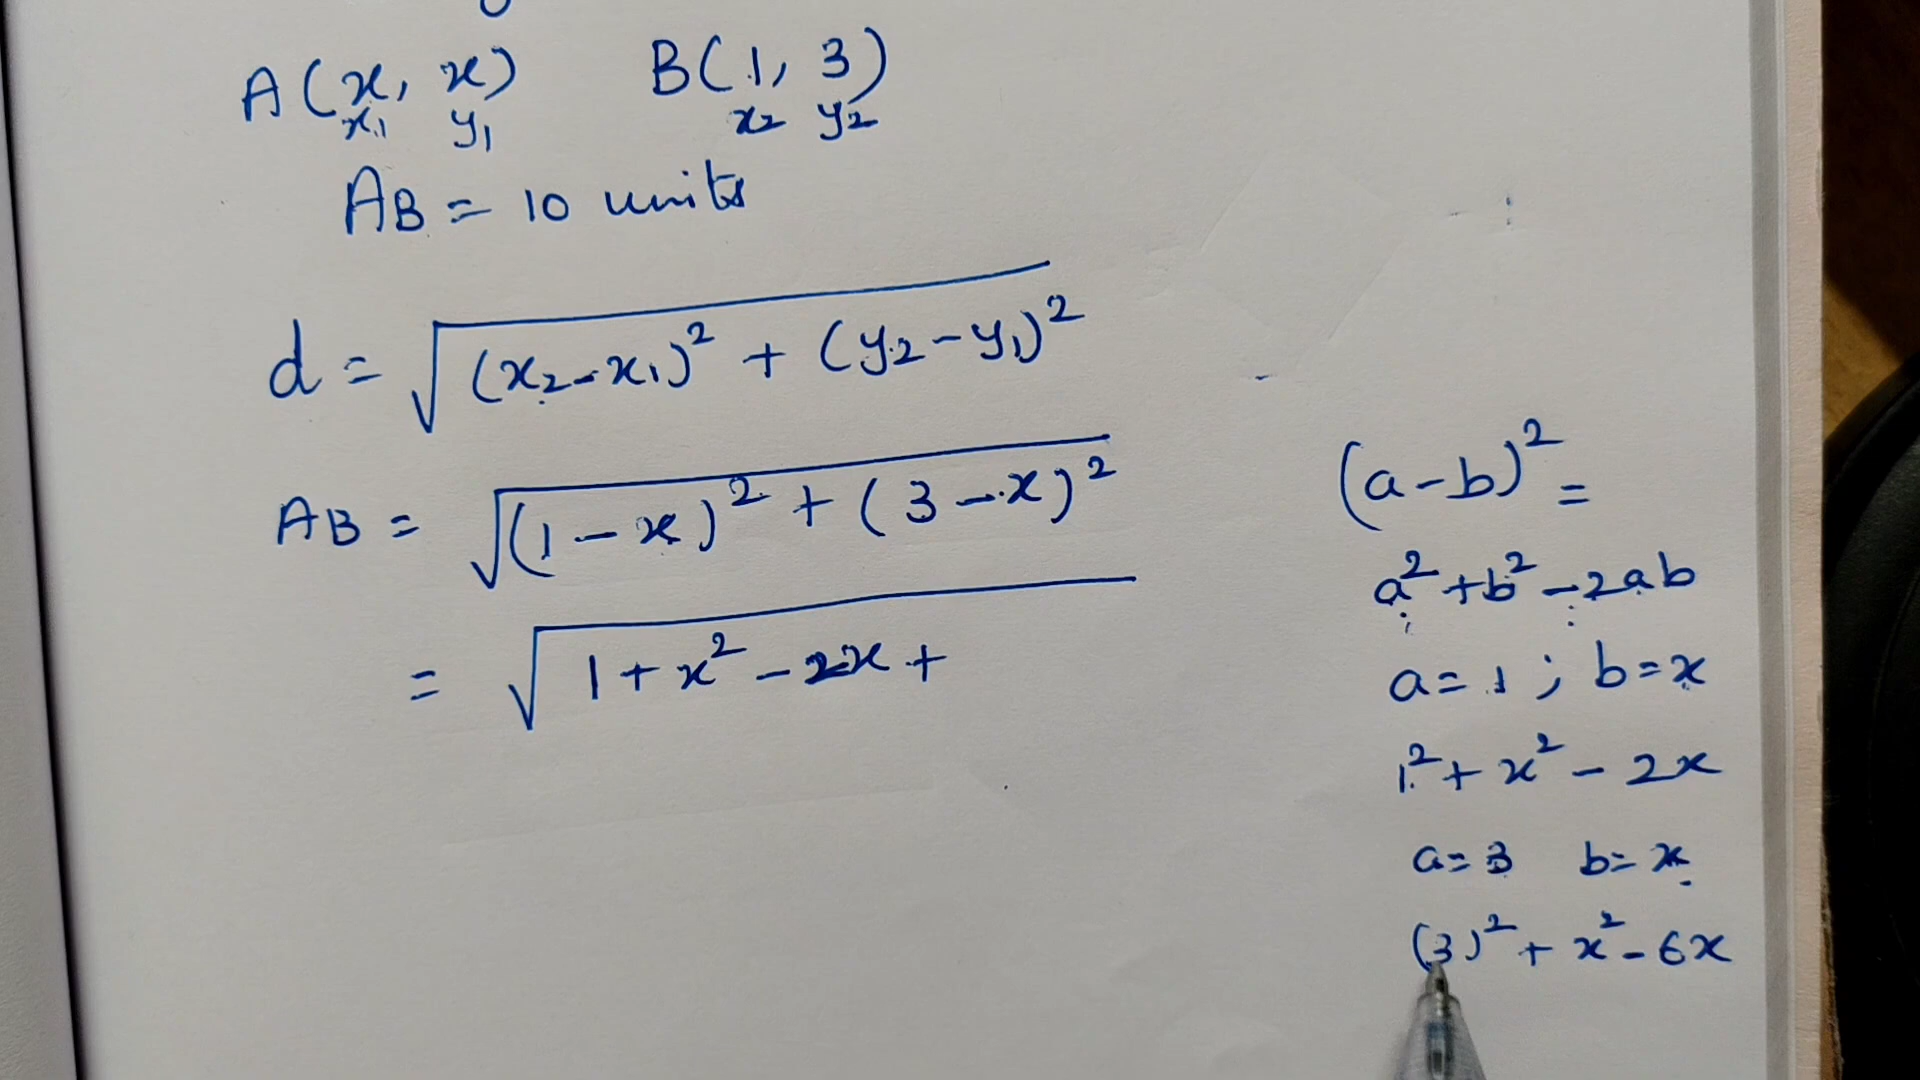 A(x, x) B(1, 3)
x₁ y₁ x₂ y₂
AB = 10 units
d = √(x₂-x₁)² + (y₂-y₁)²
AB = √(1-x)² + (3-x)²
= √1+x²-2x+
(a-b)² =
a²+b²-2ab
a=1; b=x
1²+x²-2x
a=3 b=x
(3)²+x²-6x